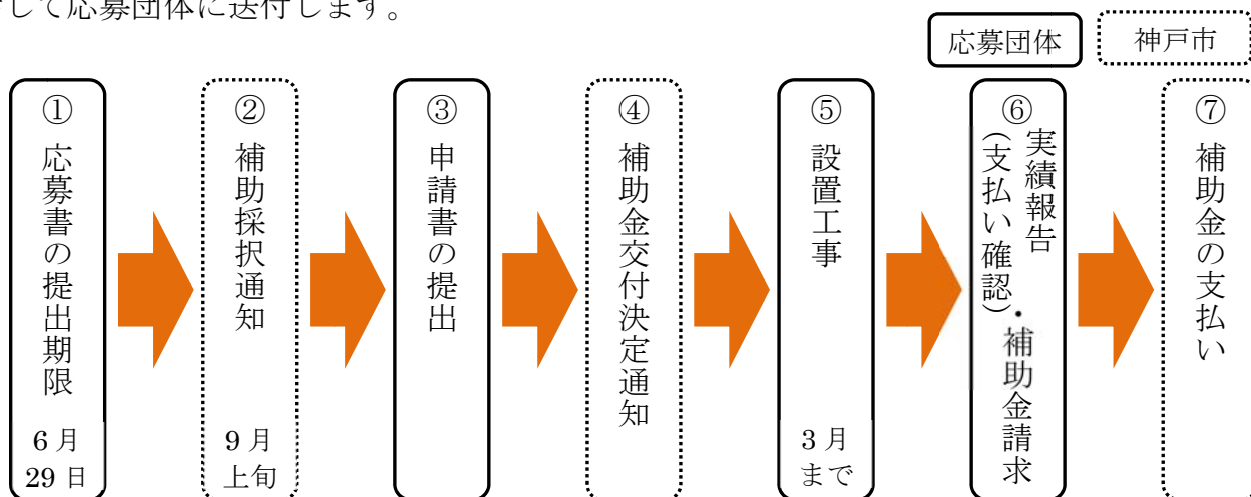 して応募団体に送付します。
応募団体
神戸市
①
応募書の提出期限
6月
29日
②
補助採択通知
9月
上旬
③
申請書の提出
④
補助金交付決定通知
⑤
設置工事
3月
まで
⑥
実績報告
(支払い確認)・補助金請求
⑦
補助金の支払い